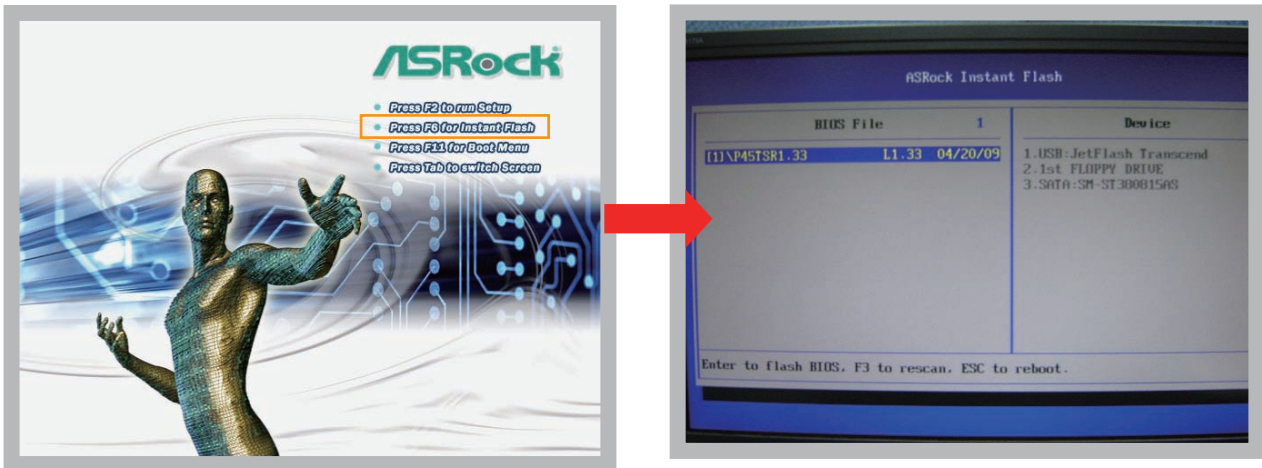 ASRock
Press F2 to run Setup
Press F6 for Instant Flash
Press F11 for Boot Menu
Press Tab to switch Screen
ASRock Instant Flash
BIOS File 1
[1]\P45TSR1.33 L1.33 04/20/09
Device
1.USB:JetFlash Transcend
2.1st FLOPPY DRIVE
3.SATA:SM-ST380815AS
Enter to flash BIOS, F3 to rescan, ESC to reboot.